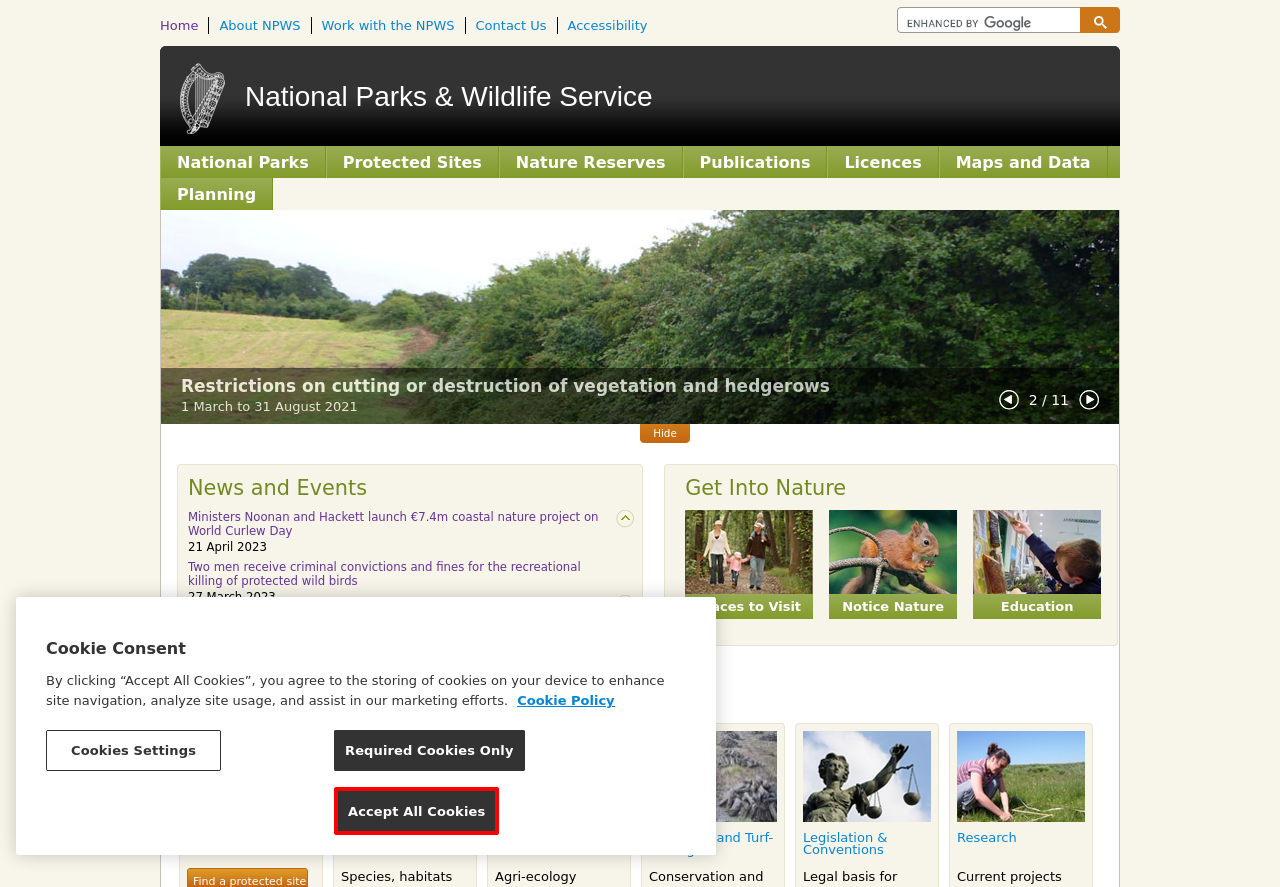 Home
About NPWS
Work with the NPWS
Contact Us
Accessibility
ENHANCED BY Google
National Parks & Wildlife Service
National Parks
Protected Sites
Nature Reserves
Publications
Licences
Maps and Data
Planning
Restrictions on cutting or destruction of vegetation and hedgerows
1 March to 31 August 2021
2 / 11
Hide
News and Events
Ministers Noonan and Hackett launch €7.4m coastal nature project on
World Curlew Day
21 April 2023
Two men receive criminal convictions and fines for the recreational
killing of protected wild birds
27 March 2023
Get Into Nature
to Visit
Notice Nature
Education
Cookie Consent
By clicking “Accept All Cookies”, you agree to the storing of cookies on your device to enhance
site navigation, analyze site usage, and assist in our marketing efforts. Cookie Policy
Cookies Settings
Required Cookies Only
Accept All Cookies
and Turf-
Legislation &
Conventions
Research
Find a protected site
Species, habitats
Agri-ecology
Conservation and
Legal basis for
Current projects